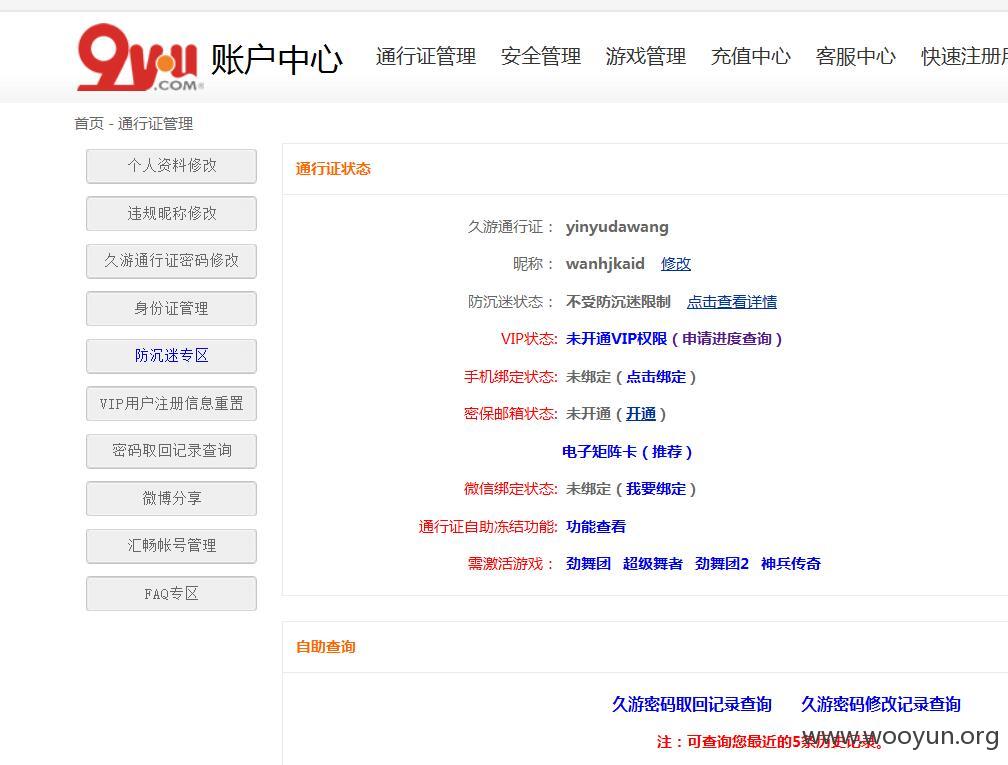 9you.COM® 账户中心 通行证管理 安全管理 游戏管理 充值中心 客服中心 快速注册
首页 - 通行证管理
个人资料修改
违规昵称修改
久游通行证密码修改
身份证管理
防沉迷专区
VIP用户注册信息重置
密码取回记录查询
微博分享
汇畅帐号管理
FAQ专区
通行证状态
久游通行证： yinyudawang
昵称： wanhjkaid 修改
防沉迷状态： 不受防沉迷限制 点击查看详情
VIP状态: 未开通VIP权限（申请进度查询）
手机绑定状态: 未绑定（点击绑定）
密保邮箱状态: 未开通（开通）
电子矩阵卡（推荐）
微信绑定状态: 未绑定（我要绑定）
通行证自助冻结功能: 功能查看
需激活游戏： 劲舞团 超级舞者 劲舞团2 神兵传奇
自助查询
久游密码取回记录查询 久游密码修改记录查询
注：可查询您最近的5条历史记录。
www.wooyun.org